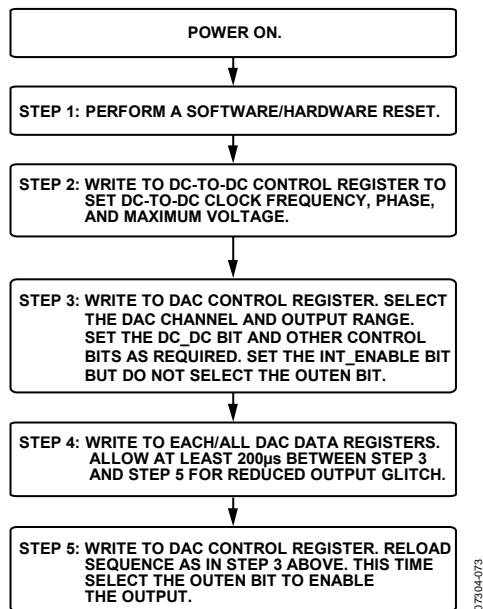 POWER ON.
STEP 1: PERFORM A SOFTWARE/HARDWARE RESET.
STEP 2: WRITE TO DC-TO-DC CONTROL REGISTER TO
SET DC-TO-DC CLOCK FREQUENCY, PHASE,
AND MAXIMUM VOLTAGE.
STEP 3: WRITE TO DAC CONTROL REGISTER. SELECT
THE DAC CHANNEL AND OUTPUT RANGE.
SET THE DC_DC BIT AND OTHER CONTROL
BITS AS REQUIRED. SET THE INT_ENABLE BIT
BUT DO NOT SELECT THE OUTEN BIT.
STEP 4: WRITE TO EACH/ALL DAC DATA REGISTERS.
ALLOW AT LEAST 200µs BETWEEN STEP 3
AND STEP 5 FOR REDUCED OUTPUT GLITCH.
STEP 5: WRITE TO DAC CONTROL REGISTER. RELOAD
SEQUENCE AS IN STEP 3 ABOVE. THIS TIME
SELECT THE OUTEN BIT TO ENABLE
THE OUTPUT.
07304-073